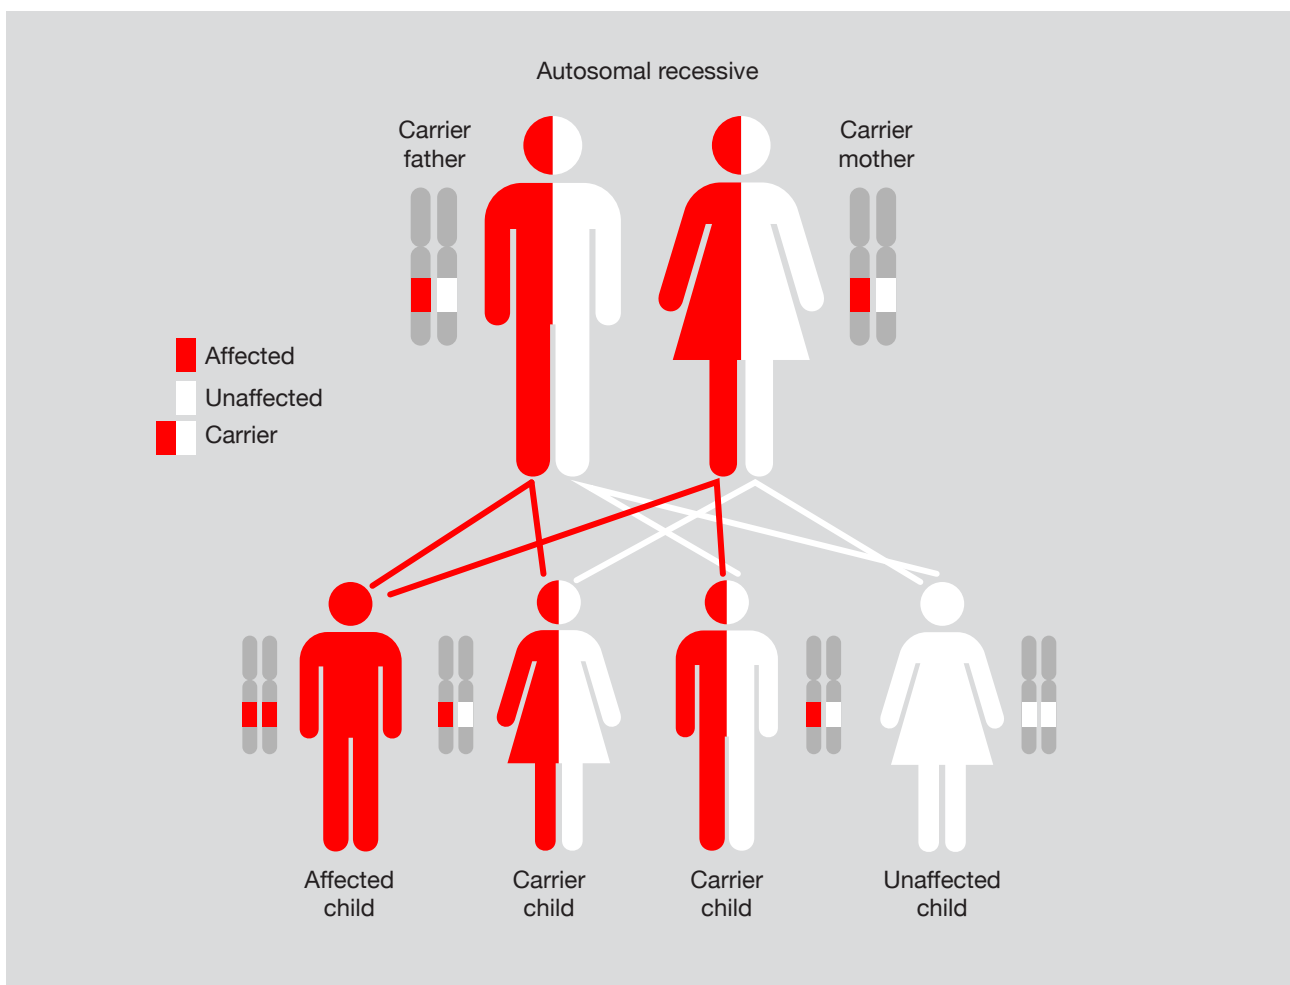 Autosomal recessive
Carrier
father
Carrier
mother
Affected
Unaffected
Carrier
Affected
child
Carrier
child
Carrier
child
Unaffected
child